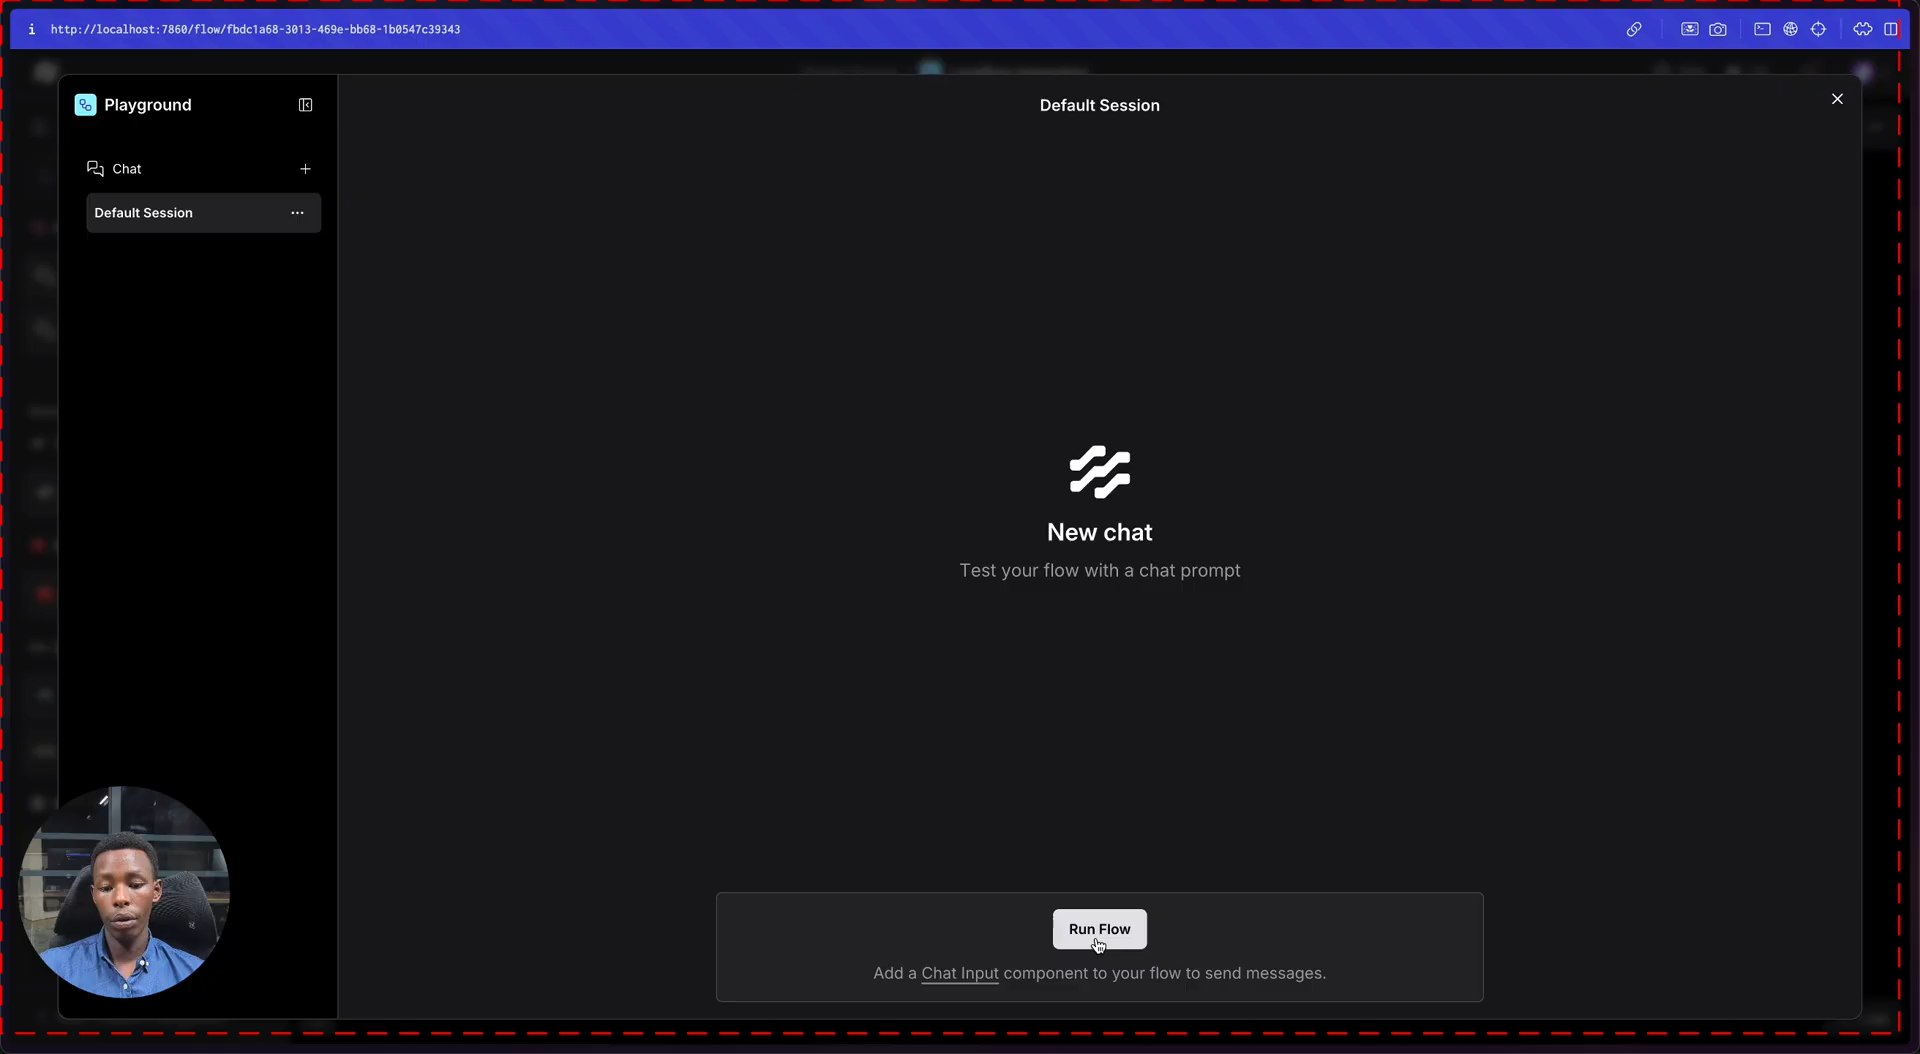 i http://localhost:7860/flow/fbdc1a68-3013-469e-bb68-1b0547c39343
Playground
Default Session
Chat
Default Session
New chat
Test your flow with a chat prompt
Run Flow
Add a Chat Input component to your flow to send messages.